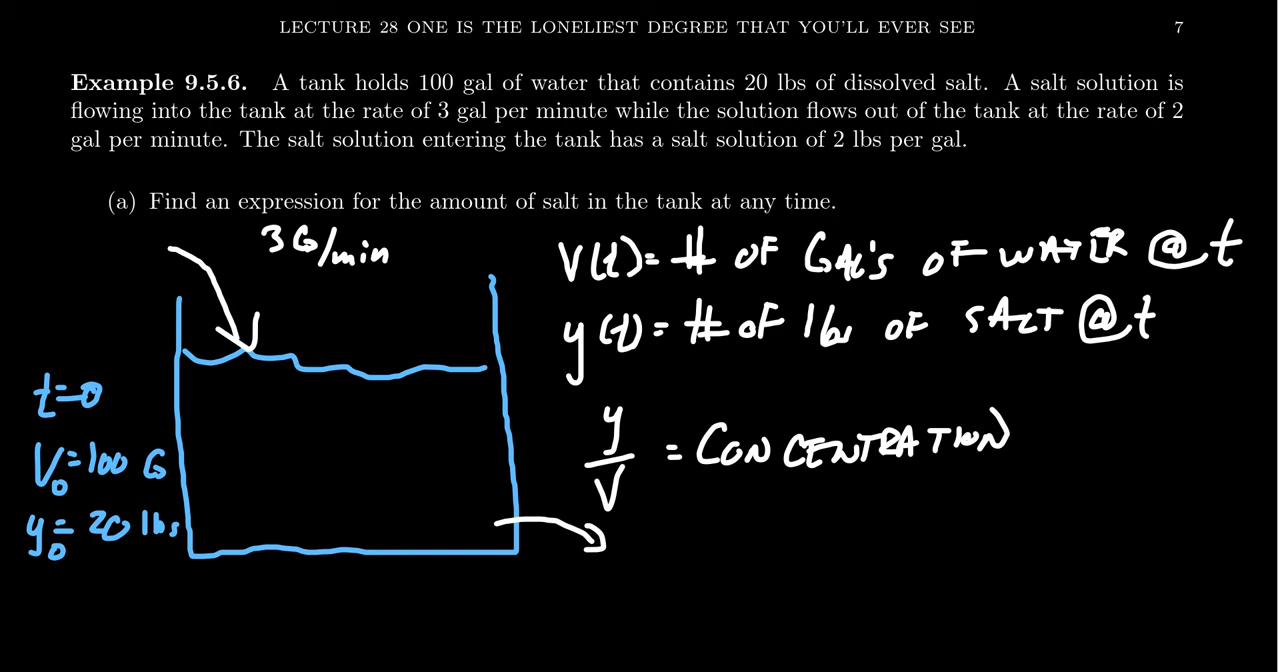 LECTURE 28 ONE IS THE LONELIEST DEGREE THAT YOU'LL EVER SEE 7
Example 9.5.6. A tank holds 100 gal of water that contains 20 lbs of dissolved salt. A salt solution is
flowing into the tank at the rate of 3 gal per minute while the solution flows out of the tank at the rate of 2
gal per minute. The salt solution entering the tank has a salt solution of 2 lbs per gal.
(a) Find an expression for the amount of salt in the tank at any time.
3 G/min
V(t) = # OF GAL'S OF WATER @ t
y(t) = # OF lbs OF SALT @ t
t=0
V₀=100 G
y₀= 20 lbs
y/V = CONCENTRATION